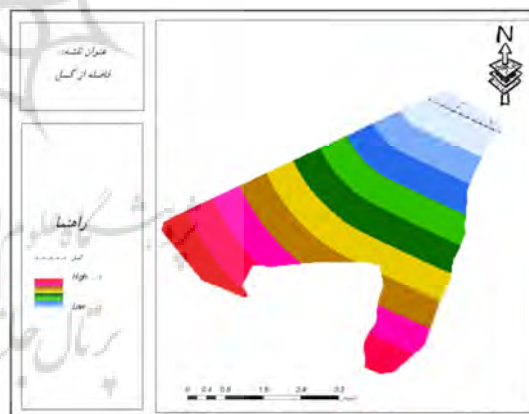 عنوان نقشه:
فاصله از گسل
N
راهنما
گسل
High
Low
0 0.4 0.8 1.6 2.4 3.2